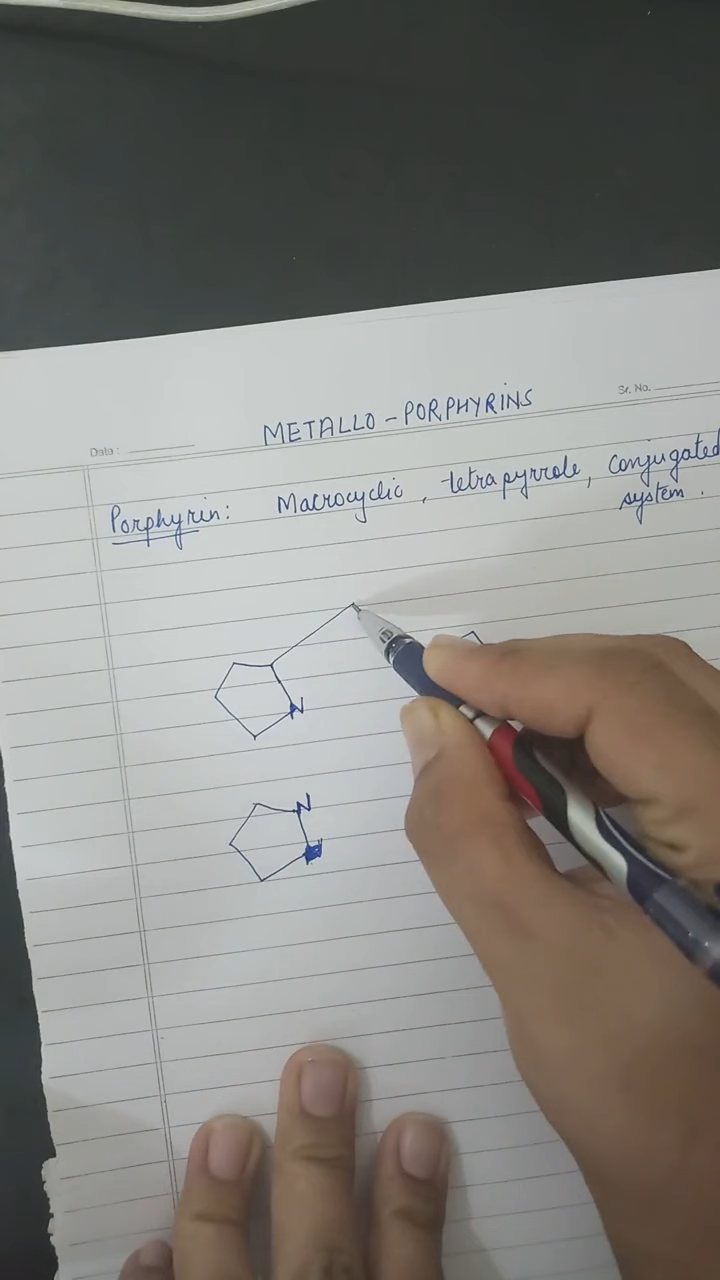 Sr. No.
Date :
METALLO - PORPHYRINS
Porphyrin: Macrocyclic , tetrapyrrole, conjugated
system .
N
N